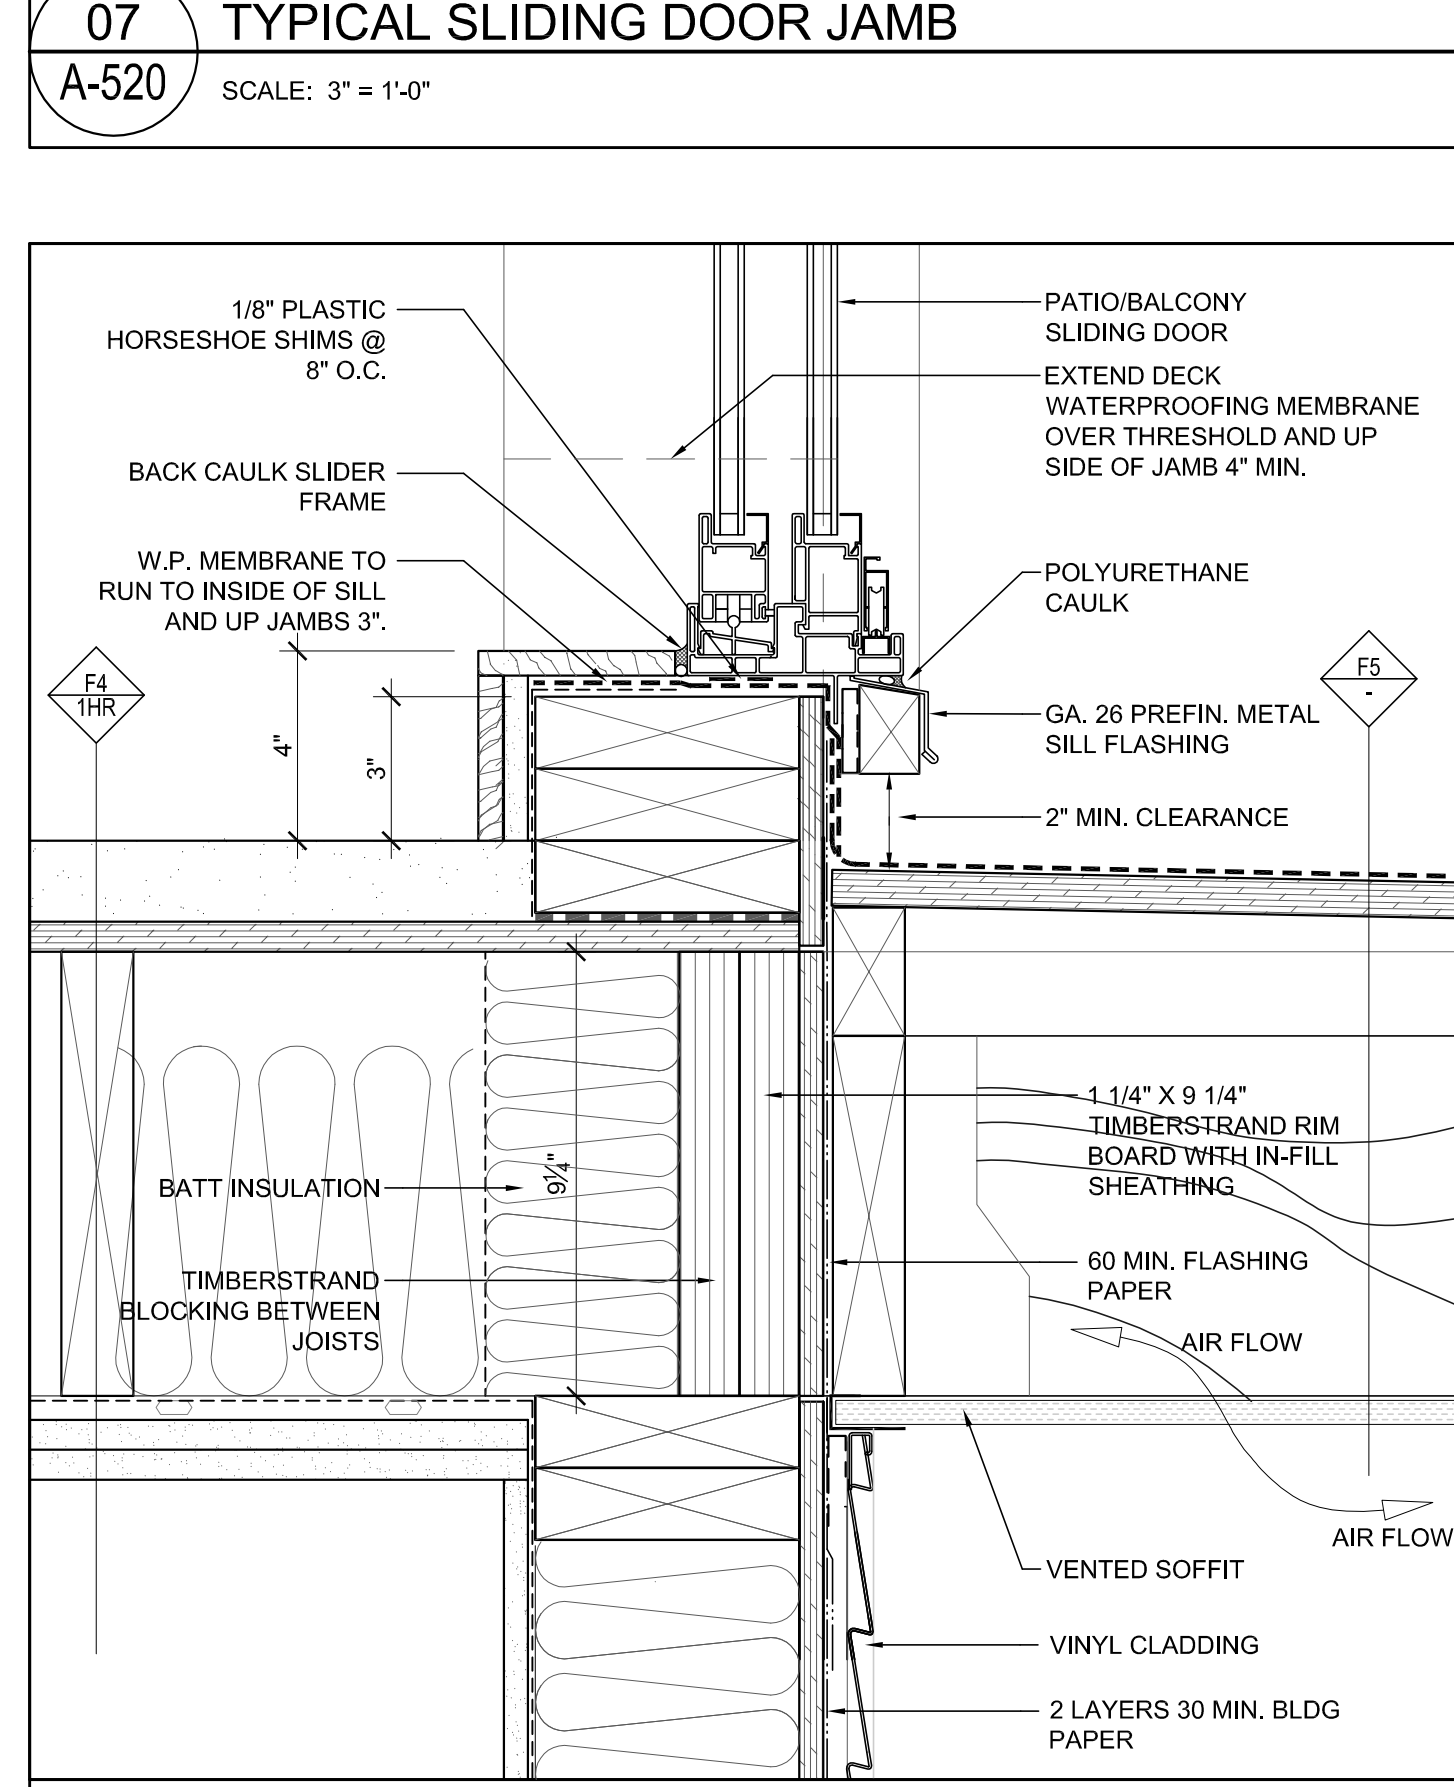 07
TYPICAL SLIDING DOOR JAMB
A-520
SCALE: 3" = 1'-0"
1/8" PLASTIC
HORSESHOE SHIMS @
8" O.C.
BACK CAULK SLIDER
FRAME
W.P. MEMBRANE TO
RUN TO INSIDE OF SILL
AND UP JAMBS 3".
F4
1HR
4"
3"
PATIO/BALCONY
SLIDING DOOR
EXTEND DECK
WATERPROOFING MEMBRANE
OVER THRESHOLD AND UP
SIDE OF JAMB 4" MIN.
POLYURETHANE
CAULK
F5
-
GA. 26 PREFIN. METAL
SILL FLASHING
2" MIN. CLEARANCE
BATT INSULATION
9 1/4"
TIMBERSTRAND
BLOCKING BETWEEN
JOISTS
1 1/4" X 9 1/4"
TIMBERSTRAND RIM
BOARD WITH IN-FILL
SHEATHING
60 MIN. FLASHING
PAPER
AIR FLOW
AIR FLOW
VENTED SOFFIT
VINYL CLADDING
2 LAYERS 30 MIN. BLDG
PAPER